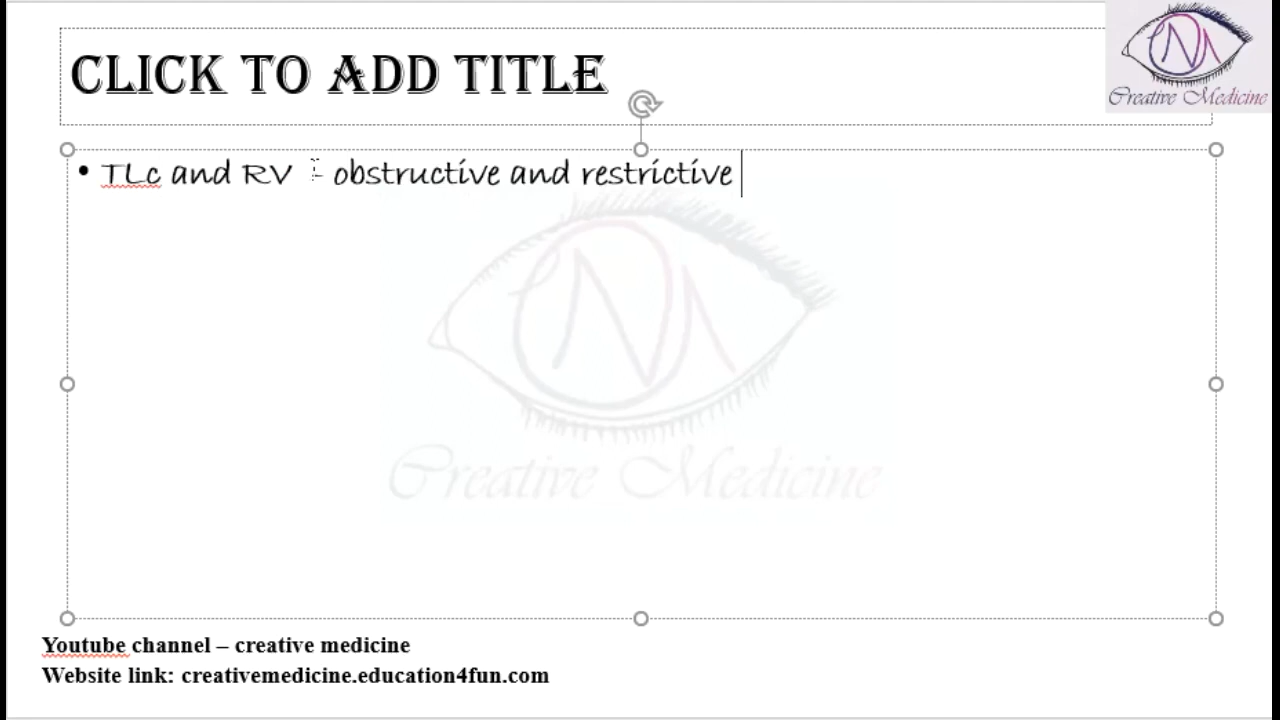 CLICK TO ADD TITLE
Creative Medicine
• TLc and RV - obstructive and restrictive
Creative Medicine
Youtube channel – creative medicine
Website link: creativemedicine.education4fun.com